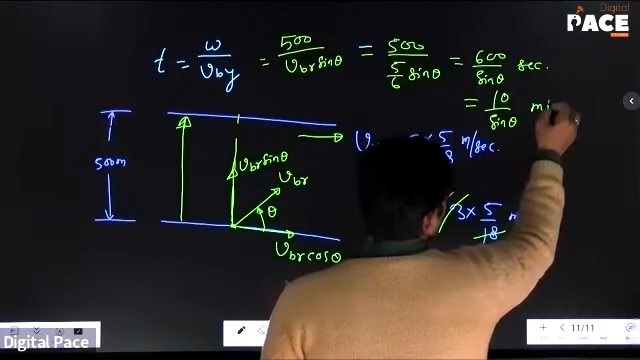 Digital
PACE
t = w/v_by = 500/(v_br sinθ) = 500/(5/6 sinθ) = 600/sinθ sec.
= 10/sinθ mi
× 5/ m/sec.
500m
v_br sinθ
v_br
θ
3 × 5/18
v_br cosθ
11/11
Digital Pace